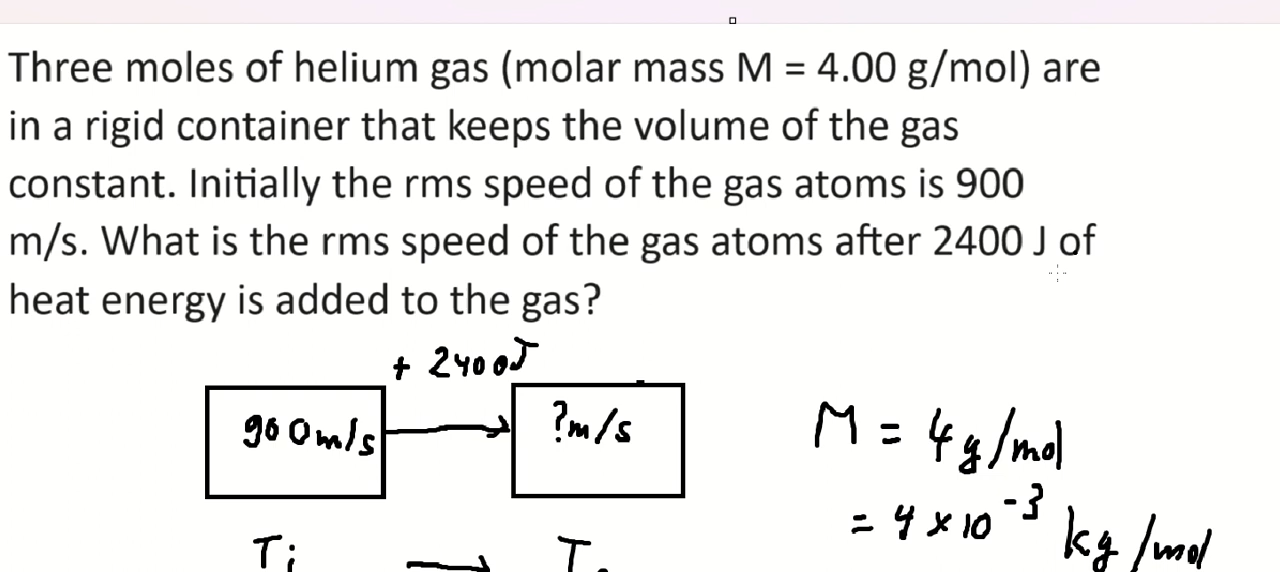 Three moles of helium gas (molar mass M = 4.00 g/mol) are
in a rigid container that keeps the volume of the gas
constant. Initially the rms speed of the gas atoms is 900
m/s. What is the rms speed of the gas atoms after 2400 J of
heat energy is added to the gas?
+ 2400J
900m/s
?m/s
M = 4g/mol
= 4 × 10⁻³ kg/mol
Ti
T